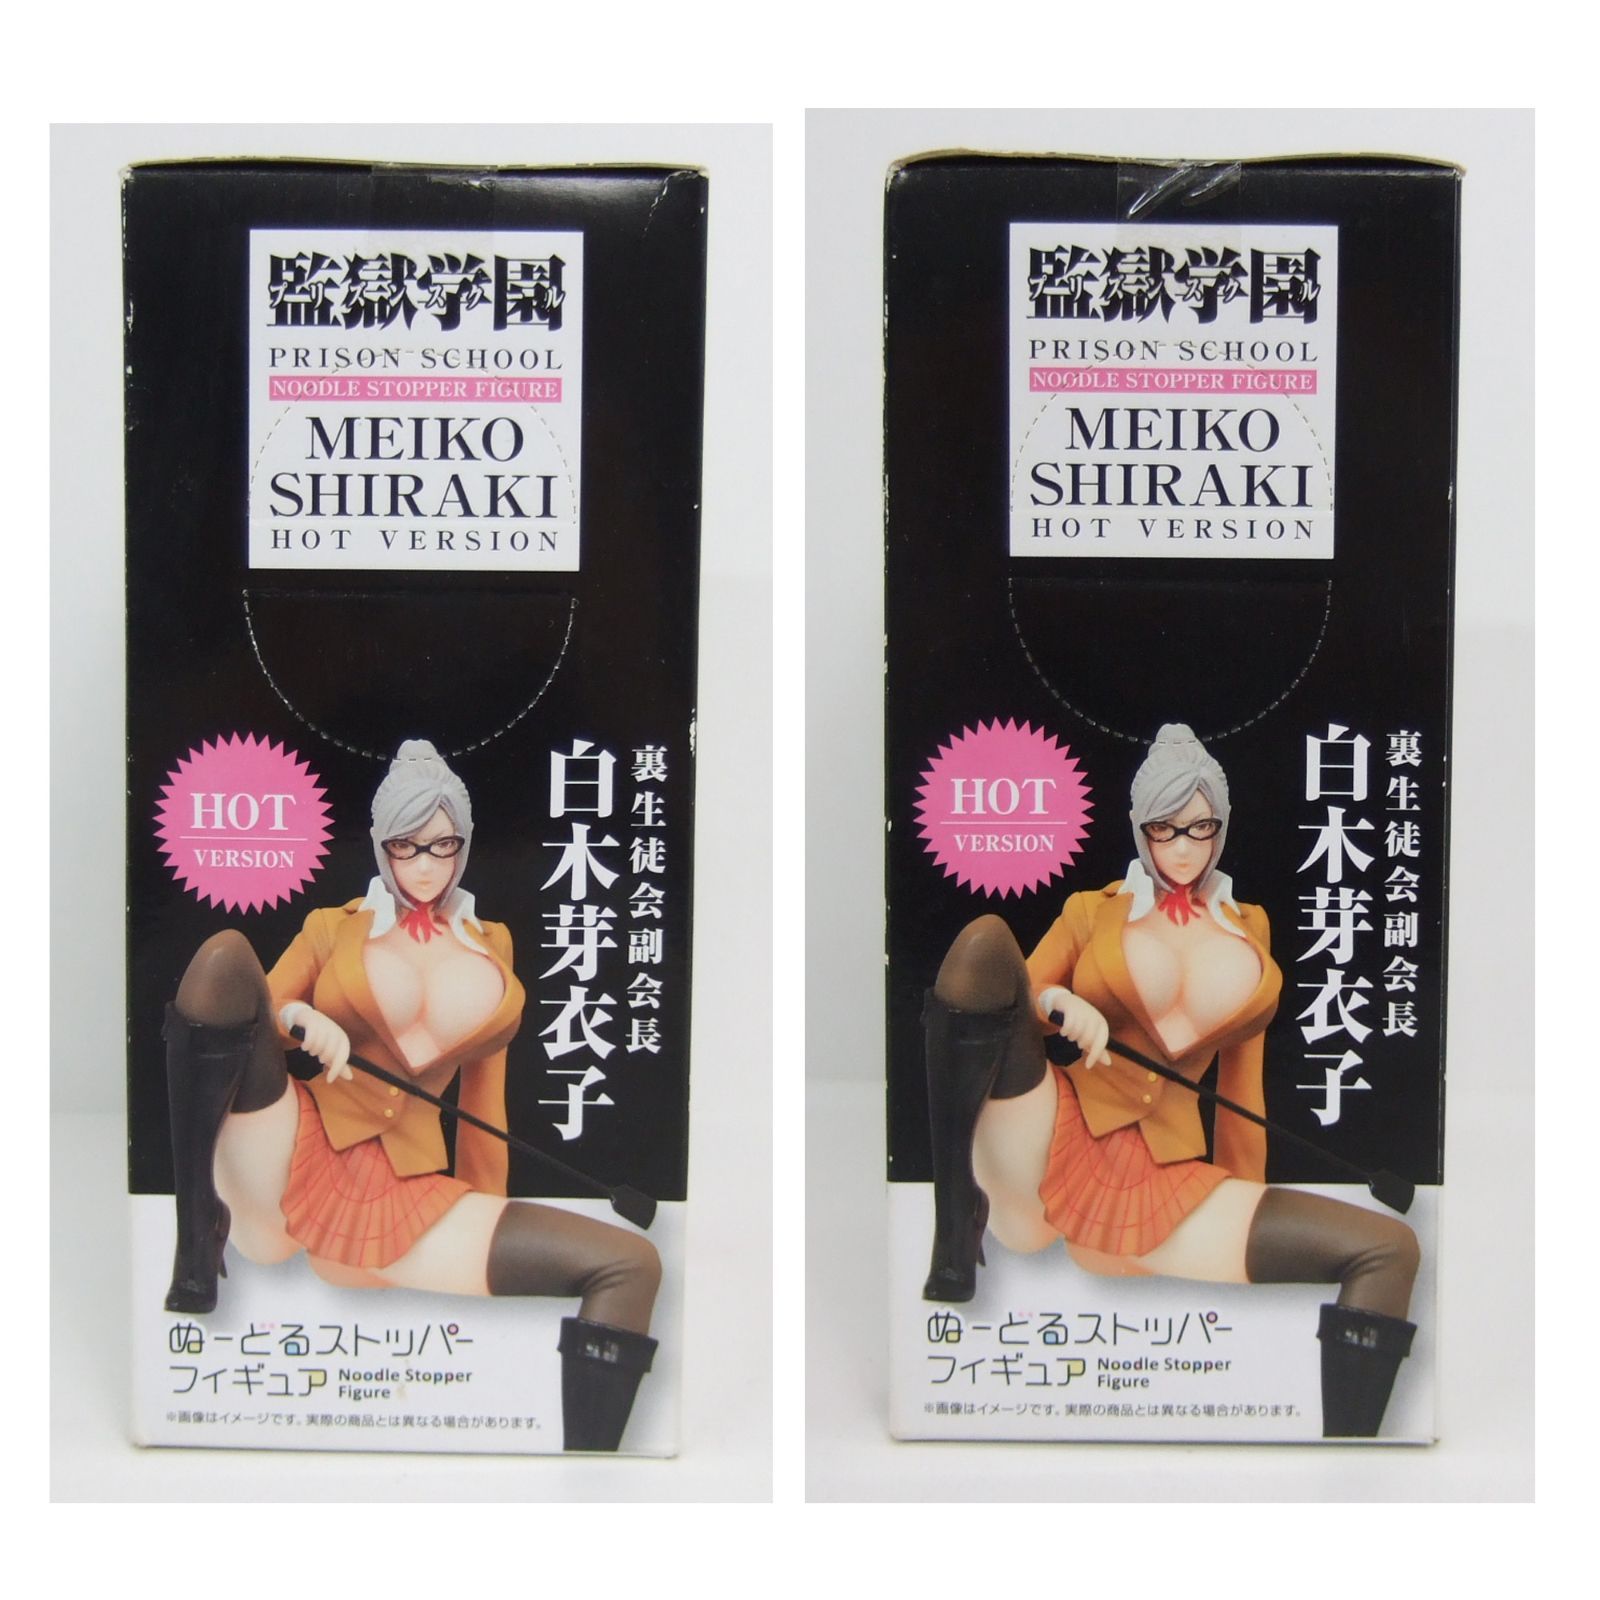 監獄学園
プリズンスクール
PRISON SCHOOL
NOODLE STOPPER FIGURE
MEIKO
SHIRAKI
HOT VERSION
HOT
VERSION
裏生徒会副会長
白木芽衣子
ぬーどるストッパー
フィギュア Noodle Stopper
Figure
※画像はイメージです。実際の商品とは異なる場合があります。
監獄学園
プリズンスクール
PRISON SCHOOL
NOODLE STOPPER FIGURE
MEIKO
SHIRAKI
HOT VERSION
HOT
VERSION
裏生徒会副会長
白木芽衣子
ぬーどるストッパー
フィギュア Noodle Stopper
Figure
※画像はイメージです。実際の商品とは異なる場合があります。